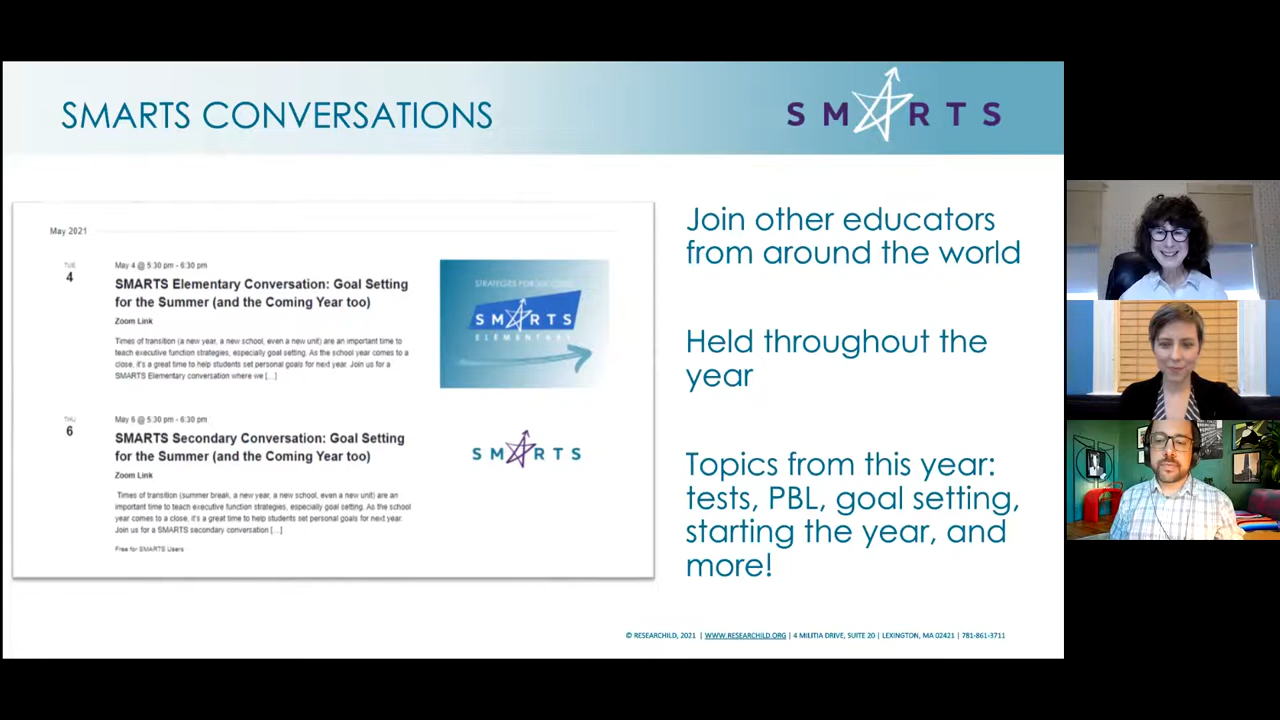 SMARTS CONVERSATIONS
SMARTS
May 2021
TUE
4
May 4 @ 5:30 pm - 6:30 pm
SMARTS Elementary Conversation: Goal Setting
for the Summer (and the Coming Year too)
Zoom Link
Times of transition (a new year, a new school, even a new unit) are an important time to
teach executive function strategies, especially goal setting. As the school year comes to a
close, it's a great time to help students set personal goals for next year. Join us for a
SMARTS Elementary conversation where we [...]
STRATEGIES FOR SUCCESS
SMARTS
ELEMENTARY
THU
6
May 6 @ 5:30 pm - 6:30 pm
SMARTS Secondary Conversation: Goal Setting
for the Summer (and the Coming Year too)
Zoom Link
Times of transition (summer break, a new year, a new school, even a new unit) are an
important time to teach executive function strategies, especially goal setting. As the school
year comes to a close, it's a great time to help students set personal goals for next year.
Join us for a SMARTS secondary conversation [...]
Free for SMARTS Users
SMARTS
Join other educators
from around the world
Held throughout the
year
Topics from this year:
tests, PBL, goal setting,
starting the year, and
more!
© RESEARCHILD, 2021 | WWW.RESEARCHILD.ORG | 4 MILITIA DRIVE, SUITE 20 | LEXINGTON, MA 02421 | 781-861-3711